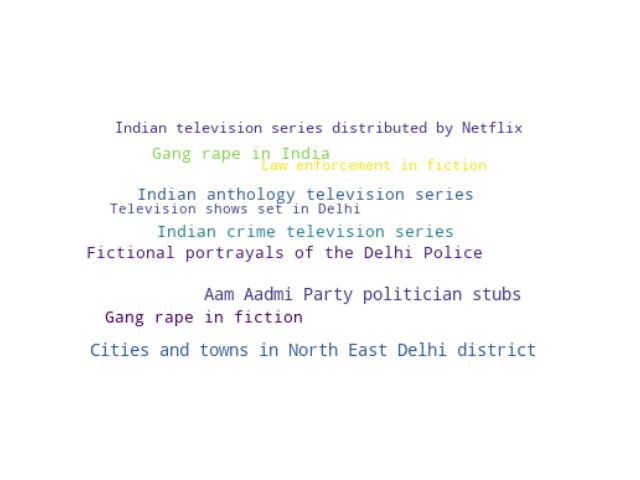 Indian television series distributed by Netflix
Gang rape in India
Law enforcement in fiction
Indian anthology television series
Television shows set in Delhi
Indian crime television series
Fictional portrayals of the Delhi Police
Aam Aadmi Party politician stubs
Gang rape in fiction
Cities and towns in North East Delhi district